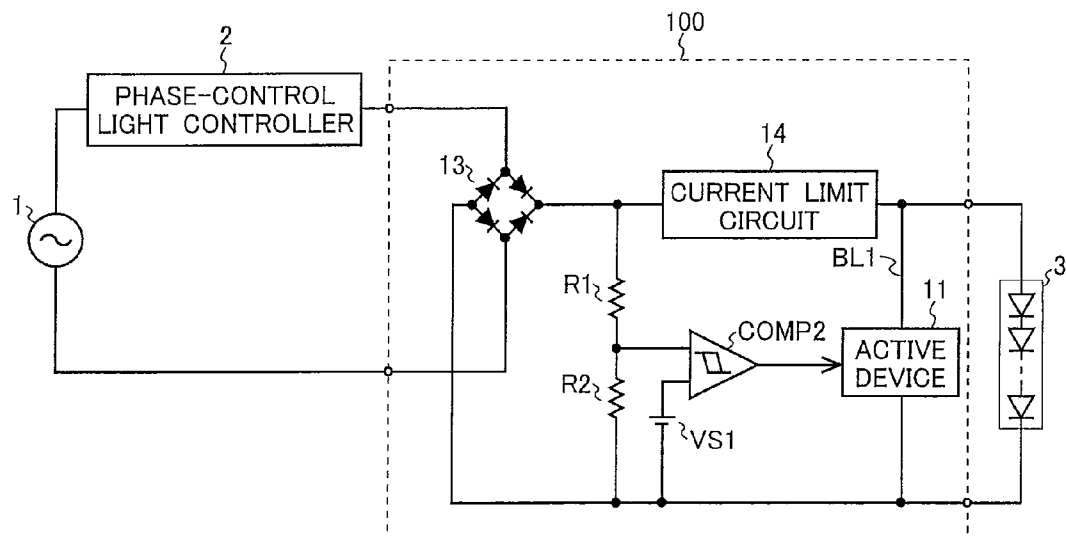 100
2
PHASE-CONTROL
LIGHT CONTROLLER
14
13
CURRENT LIMIT
CIRCUIT
1
BL1
3
R1
11
COMP2
ACTIVE
DEVICE
R2
VS1